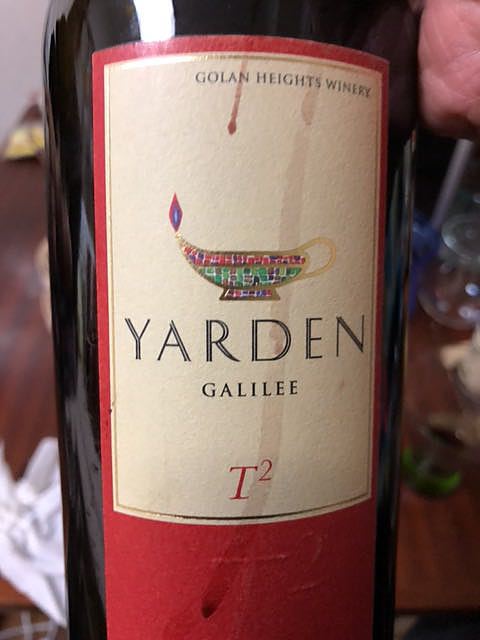 GOLAN HEIGHTS WINERY
YARDEN
GALILEE
T²